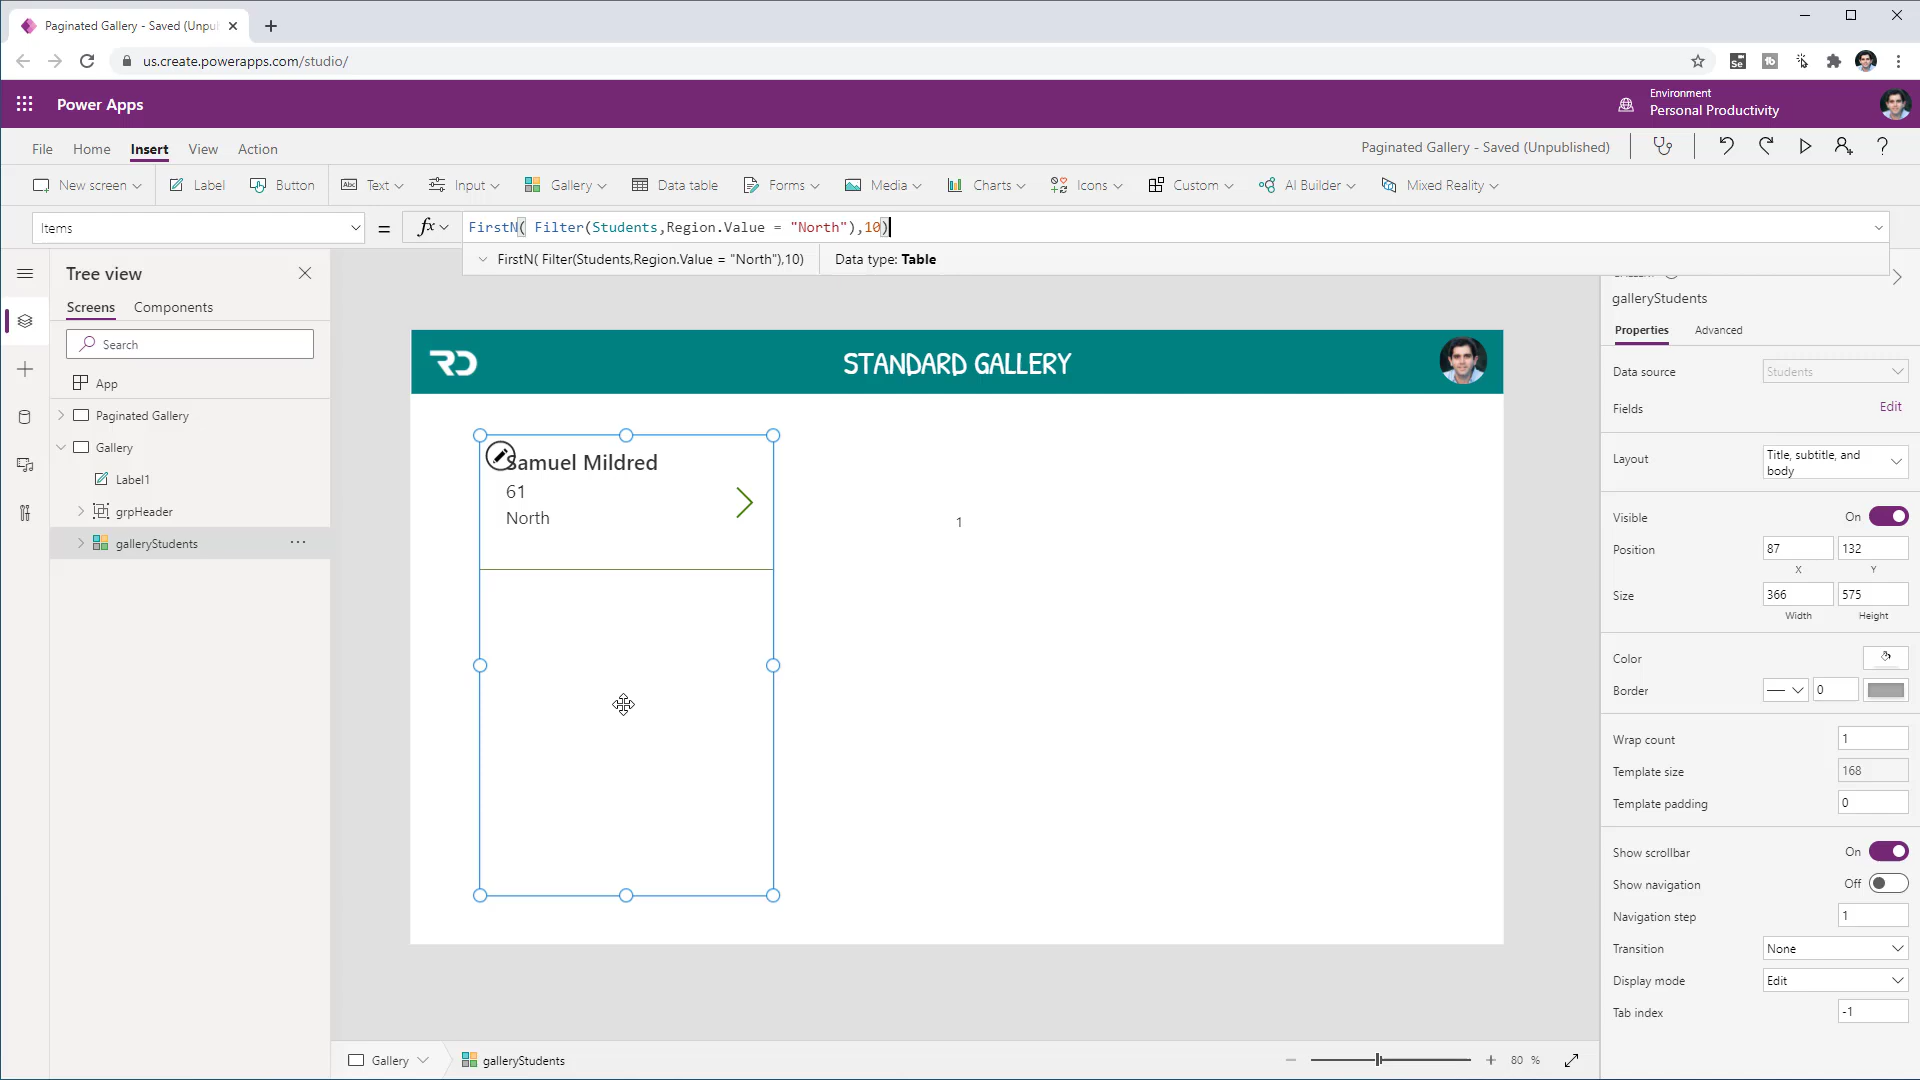 Paginated Gallery - Saved (Unpu
us.create.powerapps.com/studio/
Power Apps
Environment
Personal Productivity
File
Home
Insert
View
Action
Paginated Gallery - Saved (Unpublished)
New screen
Label
Button
Text
Input
Gallery
Data table
Forms
Media
Charts
Icons
Custom
AI Builder
Mixed Reality
Items
=
fx
FirstN( Filter(Students,Region.Value = "North"),10)
FirstN( Filter(Students,Region.Value = "North"),10)
Data type: Table
Tree view
Screens
Components
Search
App
Paginated Gallery
Gallery
Label1
grpHeader
galleryStudents
RD
STANDARD GALLERY
Samuel Mildred
61
North
1
galleryStudents
Properties
Advanced
Data source
Students
Fields
Edit
Layout
Title, subtitle, and
body
Visible
On
Position
87
132
X
Y
Size
366
575
Width
Height
Color
Border
0
Wrap count
1
Template size
168
Template padding
0
Show scrollbar
On
Show navigation
Off
Navigation step
1
Transition
None
Display mode
Edit
Tab index
-1
Gallery
galleryStudents
80 %